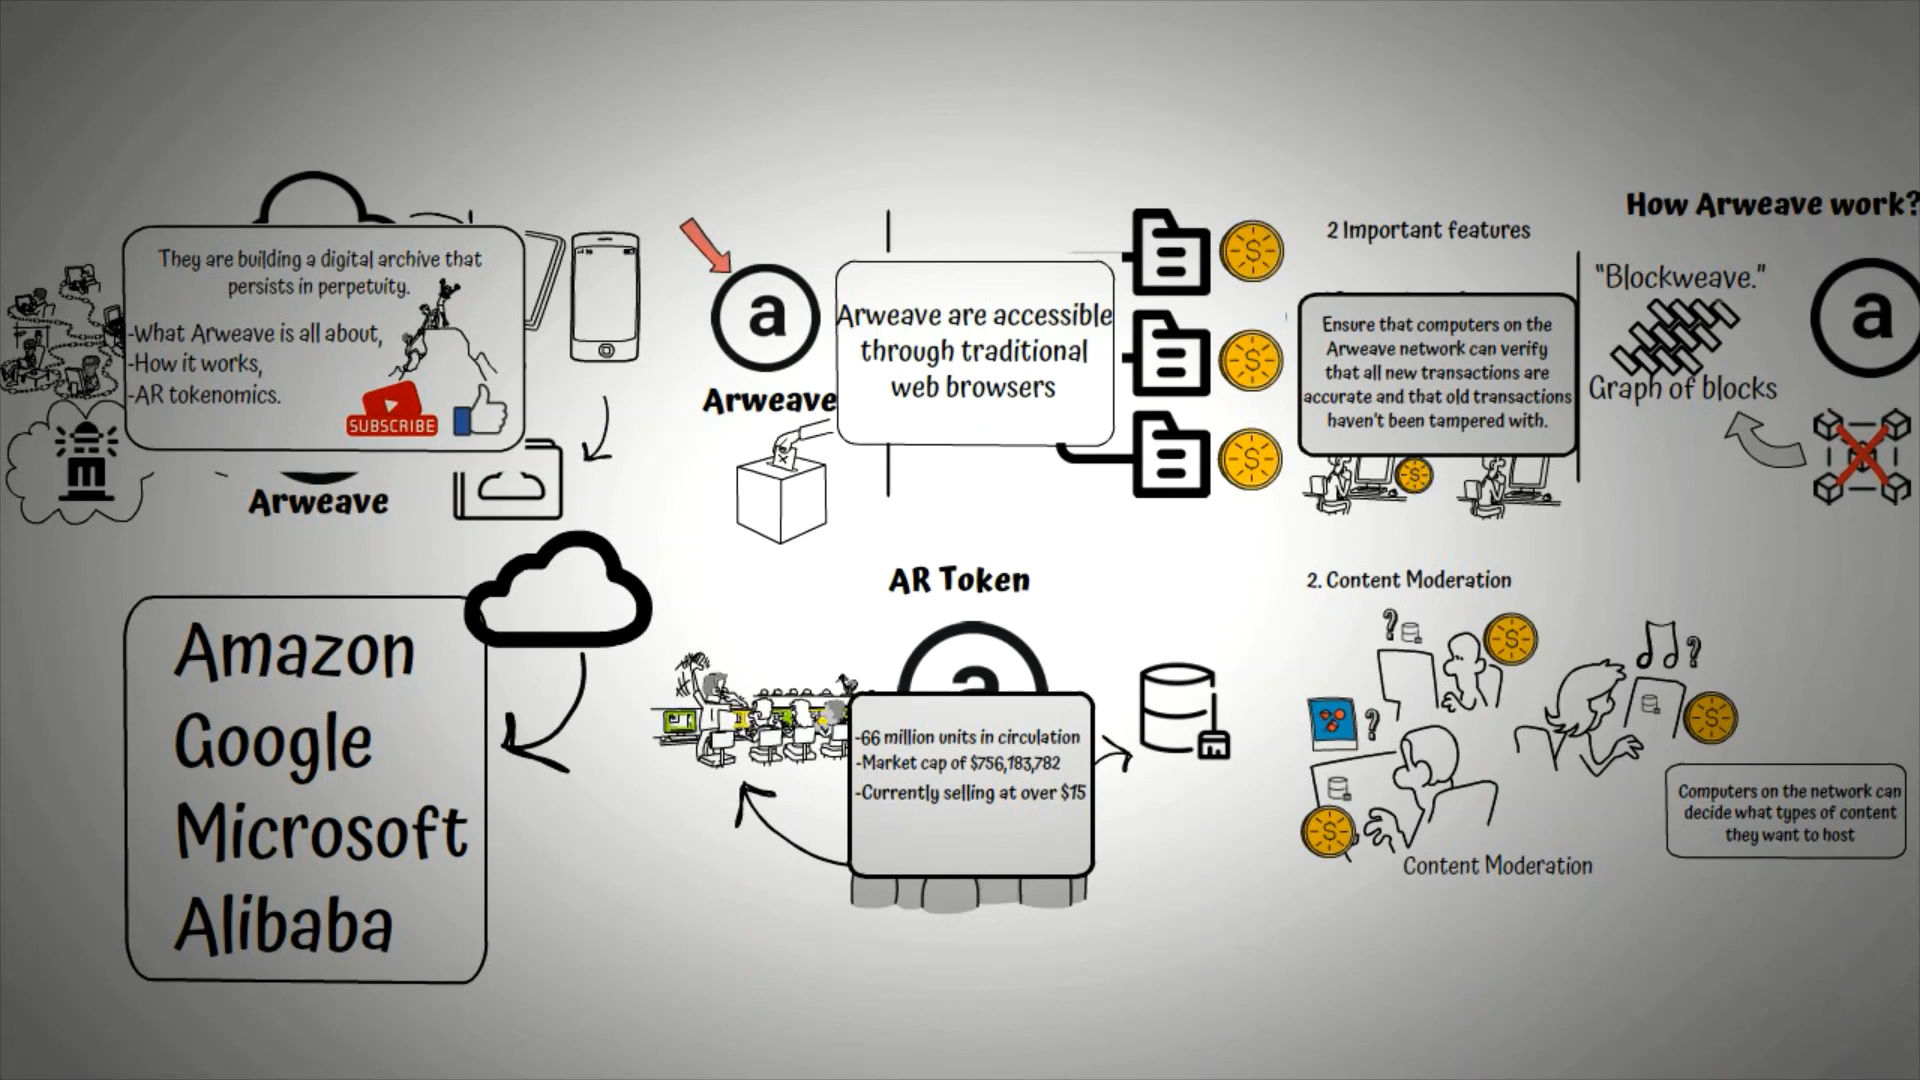 They are building a digital archive that
persists in perpetuity.
-What Arweave is all about,
-How it works,
-AR tokenomics.
SUBSCRIBE
m
Arweave
a
Arweave
Arweave are accessible
through traditional
web browsers
2 Important features
Ensure that computers on the
Arweave network can verify
that all new transactions are
accurate and that old transactions
haven't been tampered with.
How Arweave work?
"Blockweave."
Graph of blocks
a
Amazon
Google
Microsoft
Alibaba
AR Token
a
-66 million units in circulation
-Market cap of $756,183,782
-Currently selling at over $15
2. Content Moderation
Computers on the network can
decide what types of content
they want to host
Content Moderation